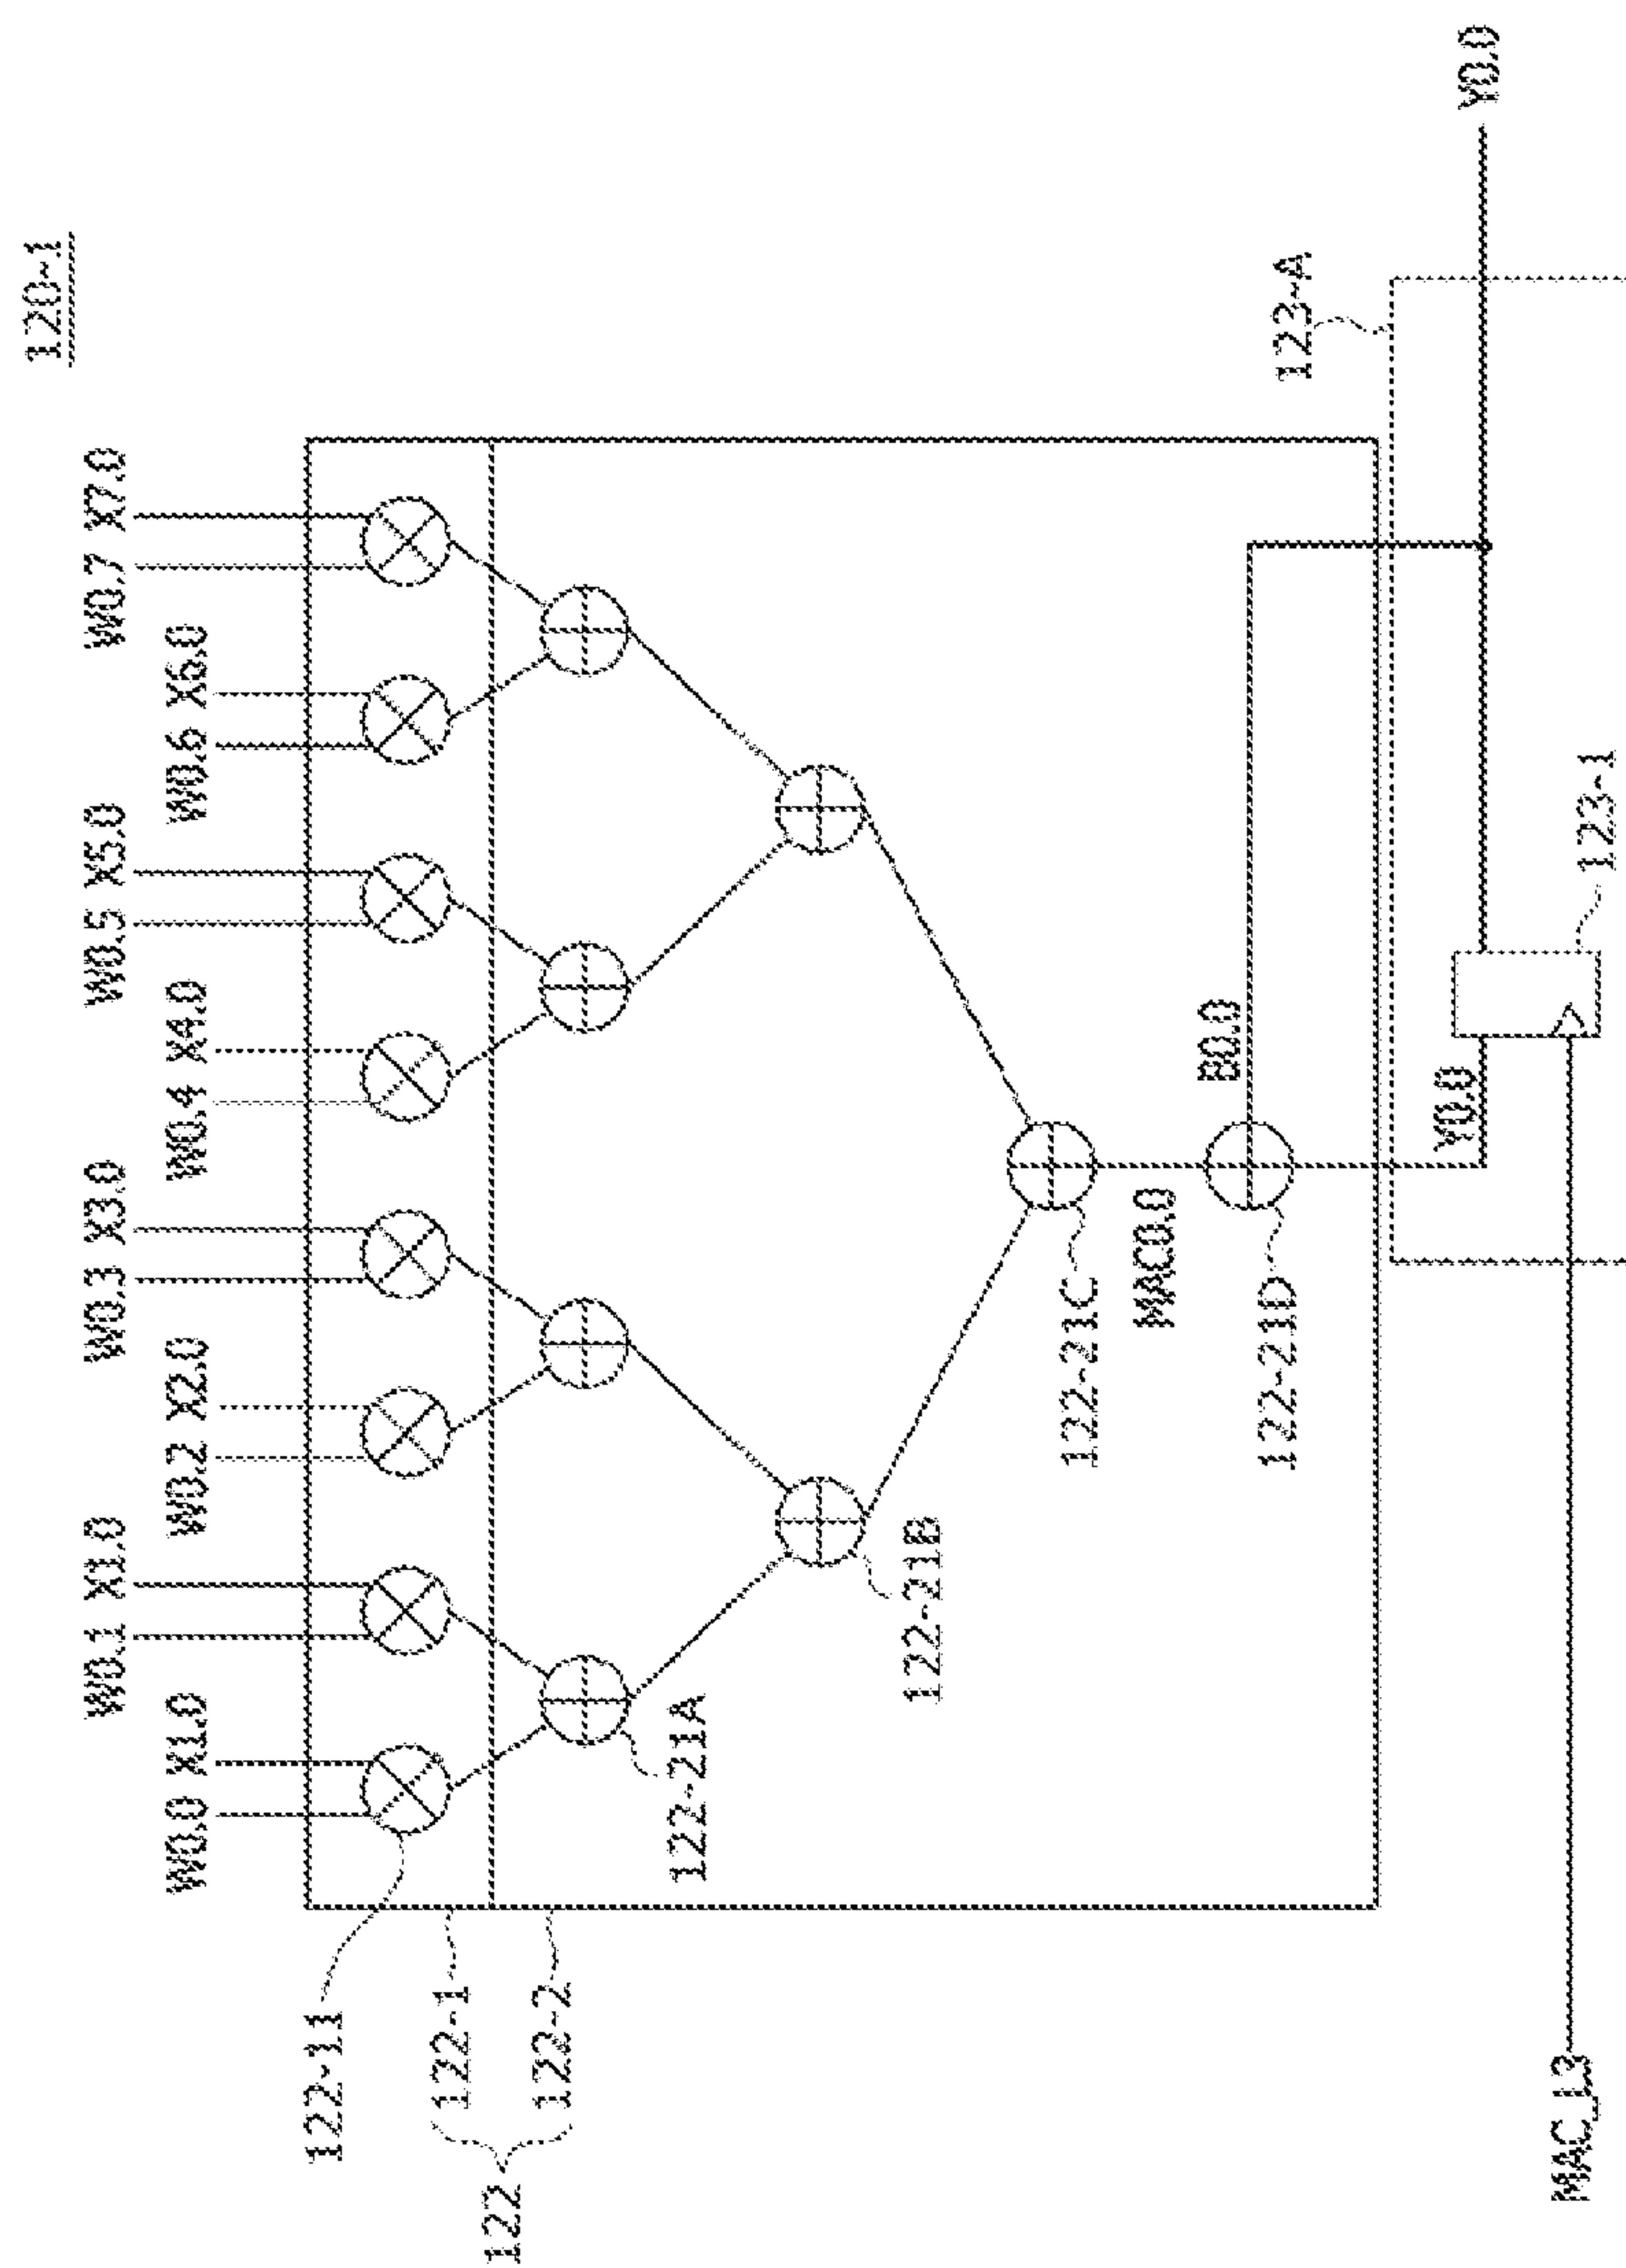 120-1
W0.0 X1.0
W0.1 X1.0
W0.2 X2.0
W0.3 X3.0
W0.4 X4.0
W0.5 X5.0
W0.6 X6.0
W0.7 X7.0
122-11
122-1
122
122-2
122-21A
122-21B
122-21C
MAC0.0
122-21D
B0.0
123-A
Y0.0
Y0.0
123-1
MAC_L3